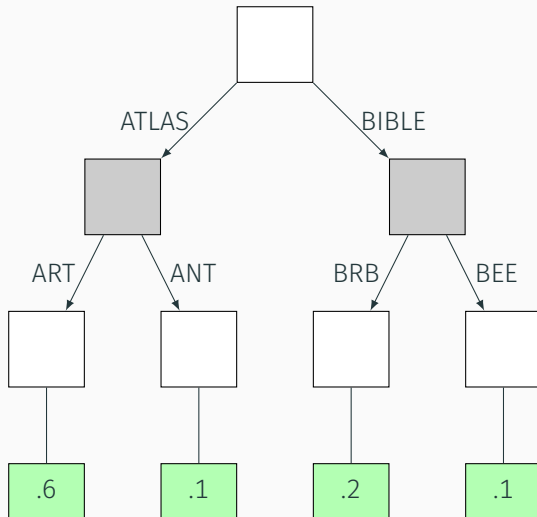 ATLAS BIBLE
ART ANT BRB BEE
.6 .1 .2 .1